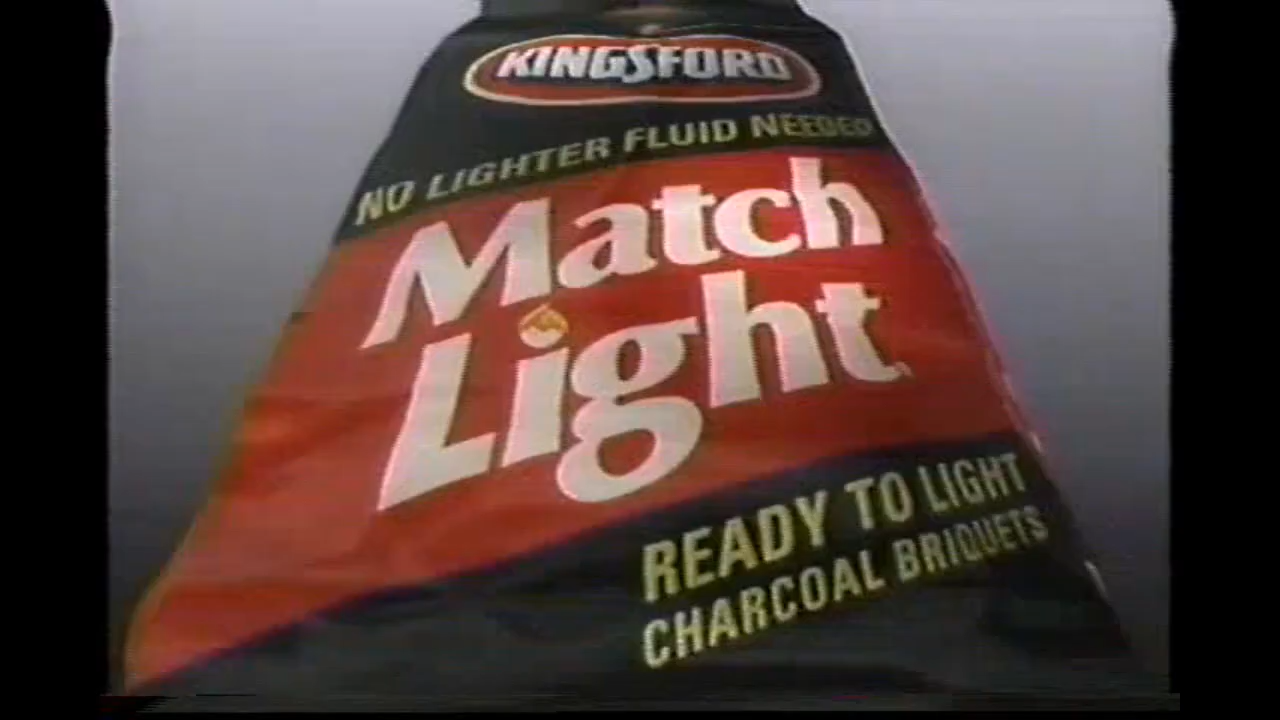 KINGSFORD
NO LIGHTER FLUID NEEDED
Match
Light
READY TO LIGHT
CHARCOAL BRIQUETS